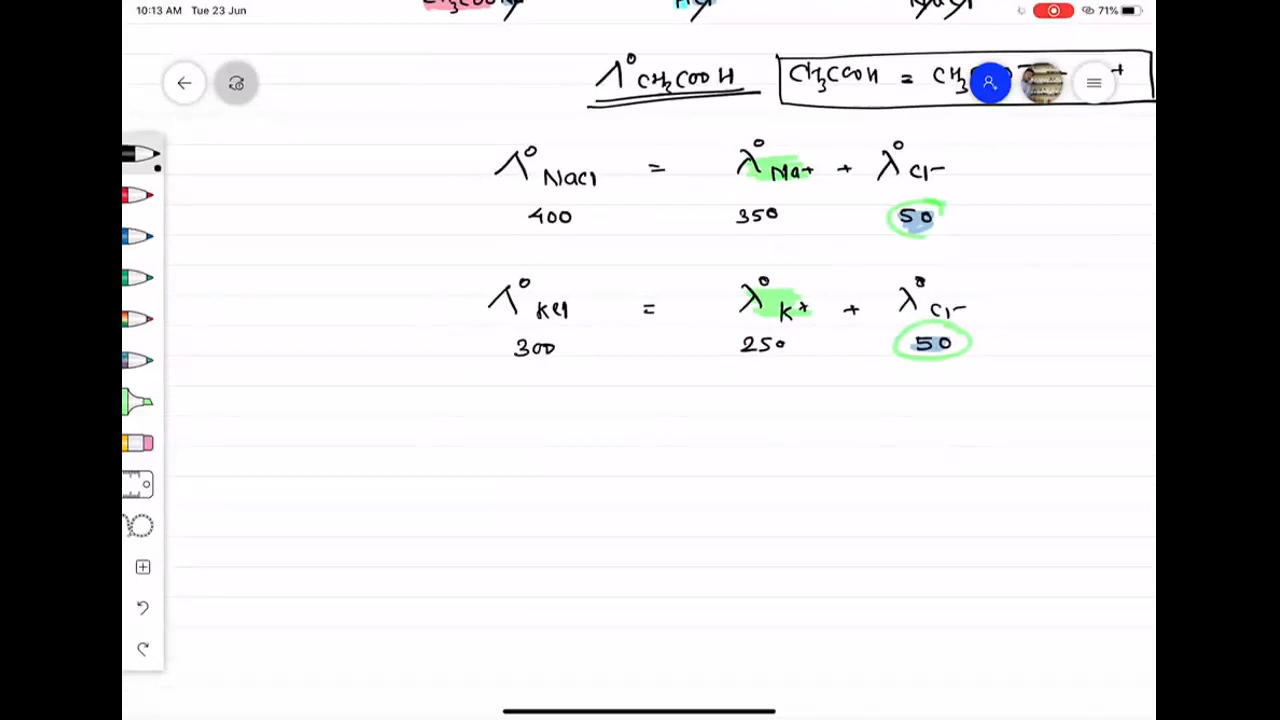 10:13 AM Tue 23 Jun
71%
Λ° CH3COOH CH3COOH = CH3 +
Λ° NaCl = λ° Na+ + λ° Cl-
400 350 50
Λ° KCl = λ° K+ + λ° Cl-
300 250 50